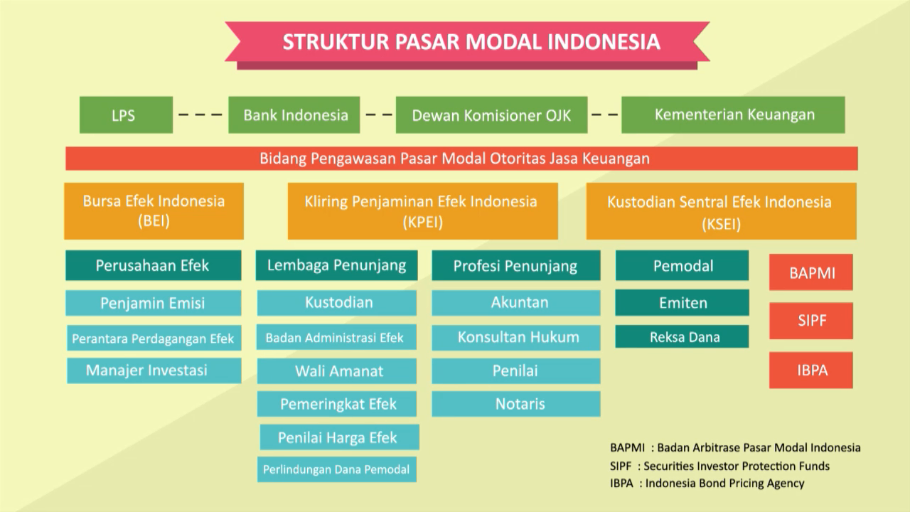 STRUKTUR PASAR MODAL INDONESIA
LPS
Bank Indonesia
Dewan Komisioner OJK
Kementerian Keuangan
Bidang Pengawasan Pasar Modal Otoritas Jasa Keuangan
Bursa Efek Indonesia
(BEI)
Kliring Penjaminan Efek Indonesia
(KPEI)
Kustodian Sentral Efek Indonesia
(KSEI)
Perusahaan Efek
Penjamin Emisi
Perantara Perdagangan Efek
Manajer Investasi
Lembaga Penunjang
Kustodian
Badan Administrasi Efek
Wali Amanat
Pemeringkat Efek
Penilai Harga Efek
Perlindungan Dana Pemodal
Profesi Penunjang
Akuntan
Konsultan Hukum
Penilai
Notaris
Pemodal
Emiten
Reksa Dana
BAPMI
SIPF
IBPA
BAPMI : Badan Arbitrase Pasar Modal Indonesia
SIPF : Securities Investor Protection Funds
IBPA : Indonesia Bond Pricing Agency